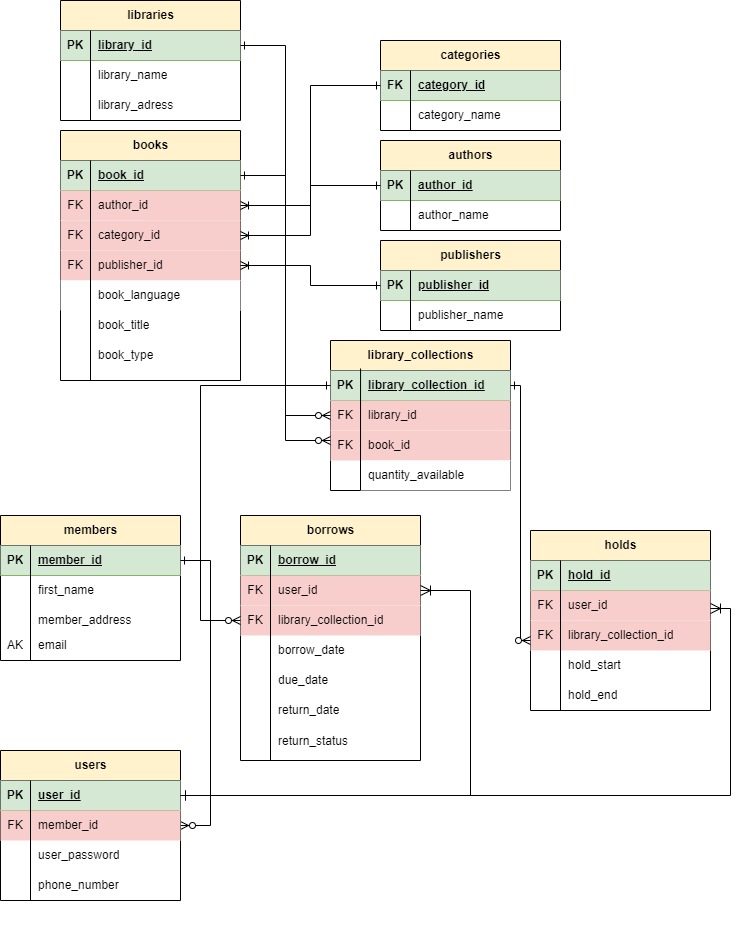 libraries
PK library_id
library_name
library_adress
books
PK book_id
FK author_id
FK category_id
FK publisher_id
book_language
book_title
book_type
categories
FK category_id
category_name
authors
PK author_id
author_name
publishers
PK publisher_id
publisher_name
library_collections
PK library_collection_id
FK library_id
FK book_id
quantity_available
members
PK member_id
first_name
member_address
AK email
borrows
PK borrow_id
FK user_id
FK library_collection_id
borrow_date
due_date
return_date
return_status
holds
PK hold_id
FK user_id
FK library_collection_id
hold_start
hold_end
users
PK user_id
FK member_id
user_password
phone_number